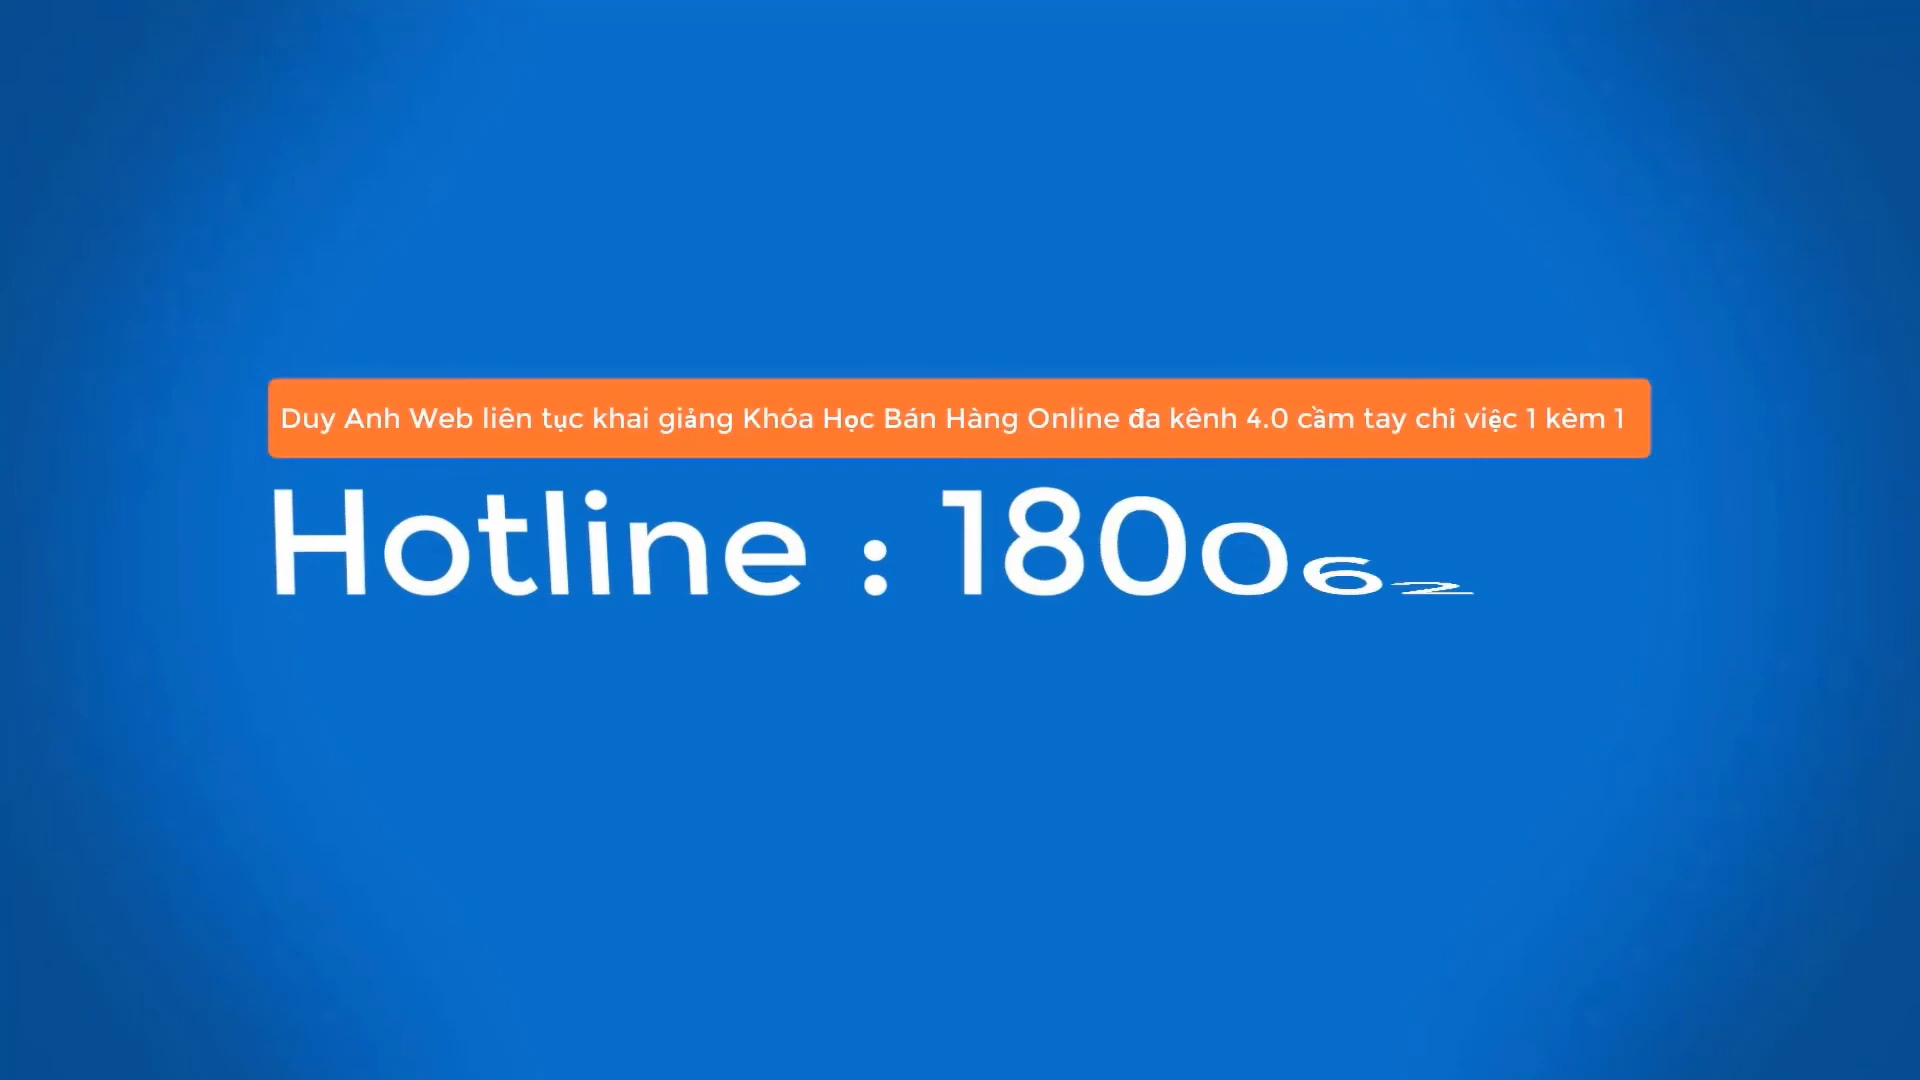 Duy Anh Web liên tục khai giảng Khóa Học Bán Hàng Online đa kênh 4.0 cầm tay chỉ việc 1 kèm 1
Hotline : 180062